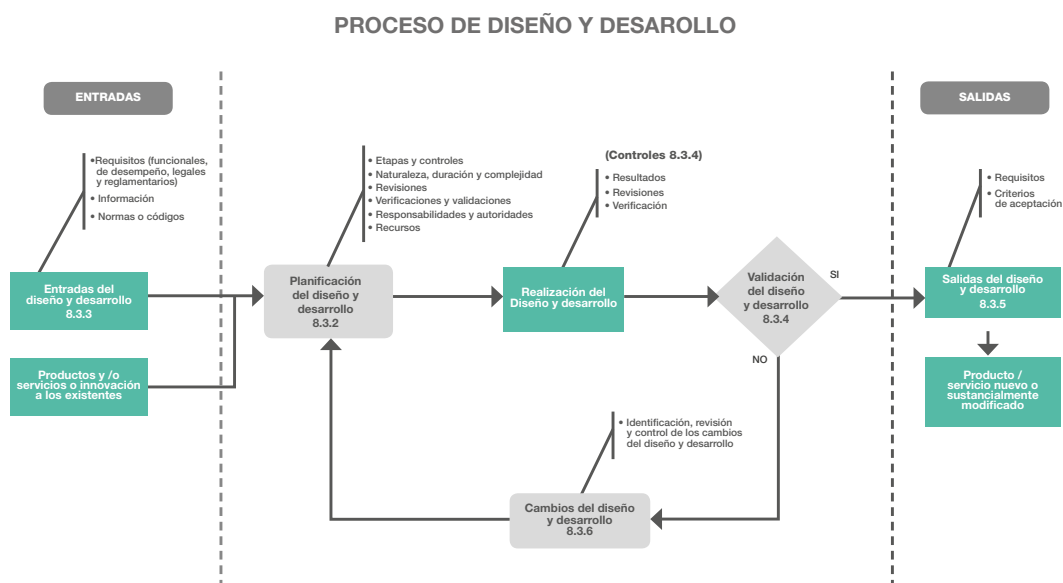 PROCESO DE DISEÑO Y DESAROLLO
ENTRADAS
•Requisitos (funcionales,
de desempeño, legales
y reglamentarios)
• Información
• Normas o códigos
Entradas del
diseño y desarrollo
8.3.3
Productos y /o
servicios o innovación
a los existentes
• Etapas y controles
• Naturaleza, duración y complejidad
• Revisiones
• Verificaciones y validaciones
• Responsabilidades y autoridades
• Recursos
Planificación
del diseño y
desarrollo
8.3.2
(Controles 8.3.4)
• Resultados
• Revisiones
• Verificación
Realización del
Diseño y desarrollo
Validación
del diseño
y desarrollo
8.3.4
SI
NO
• Identificación, revisión
y control de los cambios
del diseño y desarrollo
Cambios del diseño
y desarrollo
8.3.6
SALIDAS
• Requisitos
• Criterios
de aceptación
Salidas del diseño
y desarrollo
8.3.5
Producto /
servicio nuevo o
sustancialmente
modificado